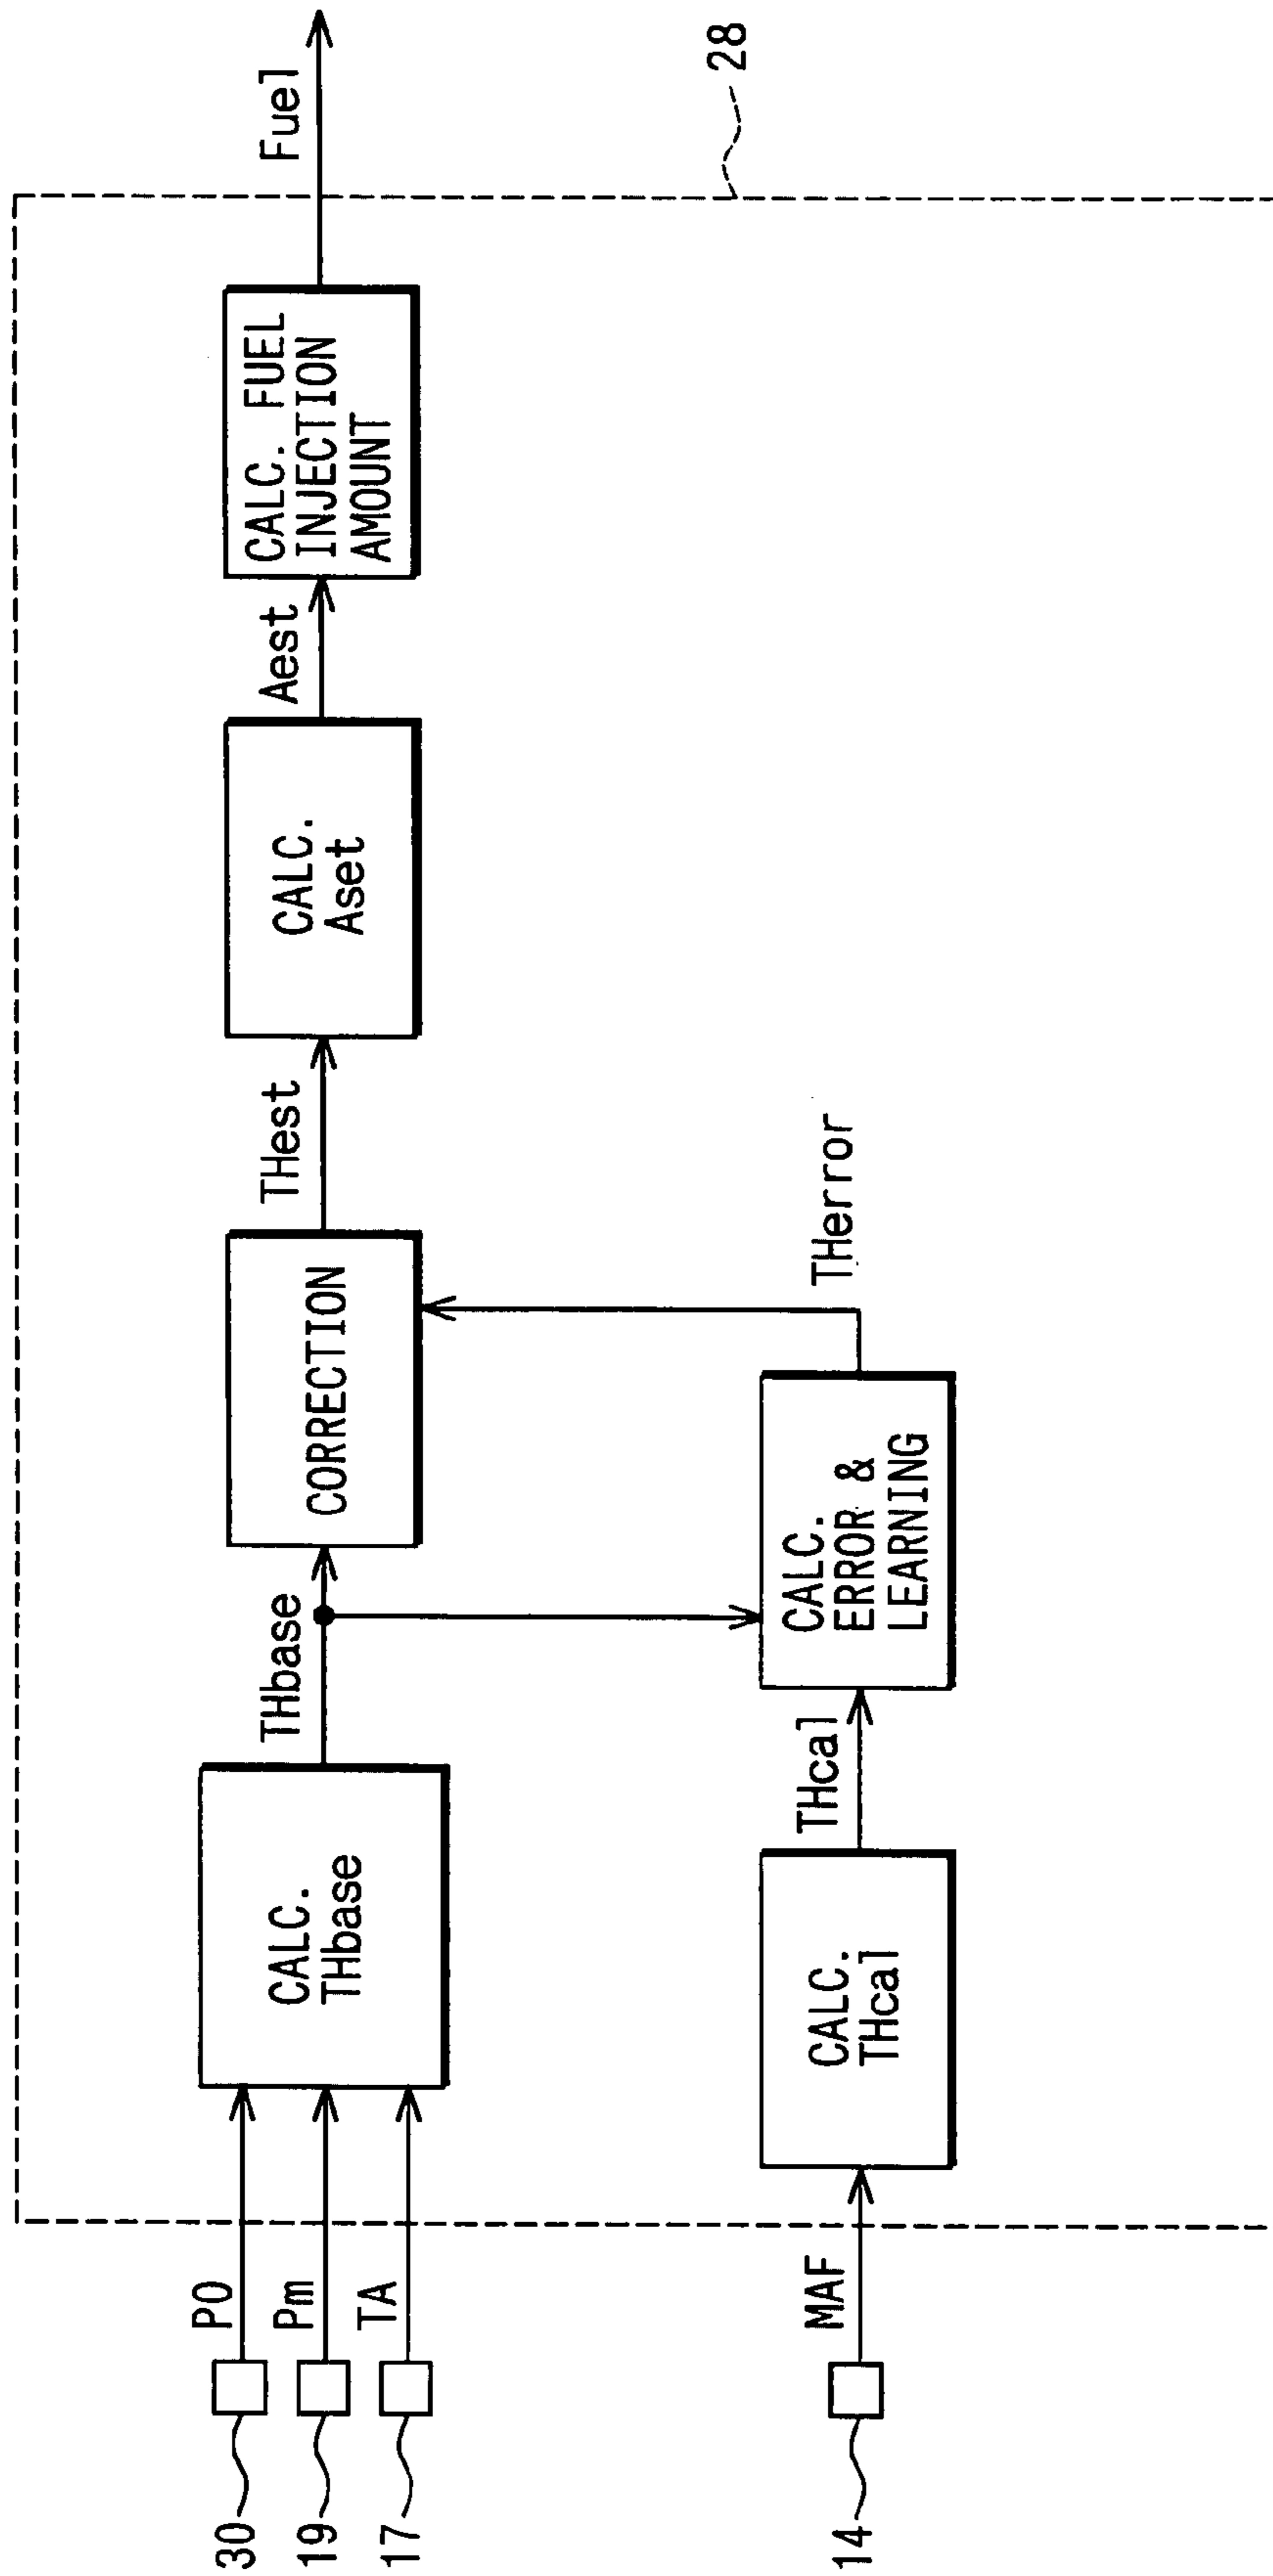 30
P0
19
Pm
17
TA
CALC.
THbase
THbase
CORRECTION
THest
CALC.
Aset
Aest
CALC. FUEL
INJECTION
AMOUNT
Fuel
28
14
MAF
CALC.
THcal
THcal
CALC.
ERROR &
LEARNING
THerror